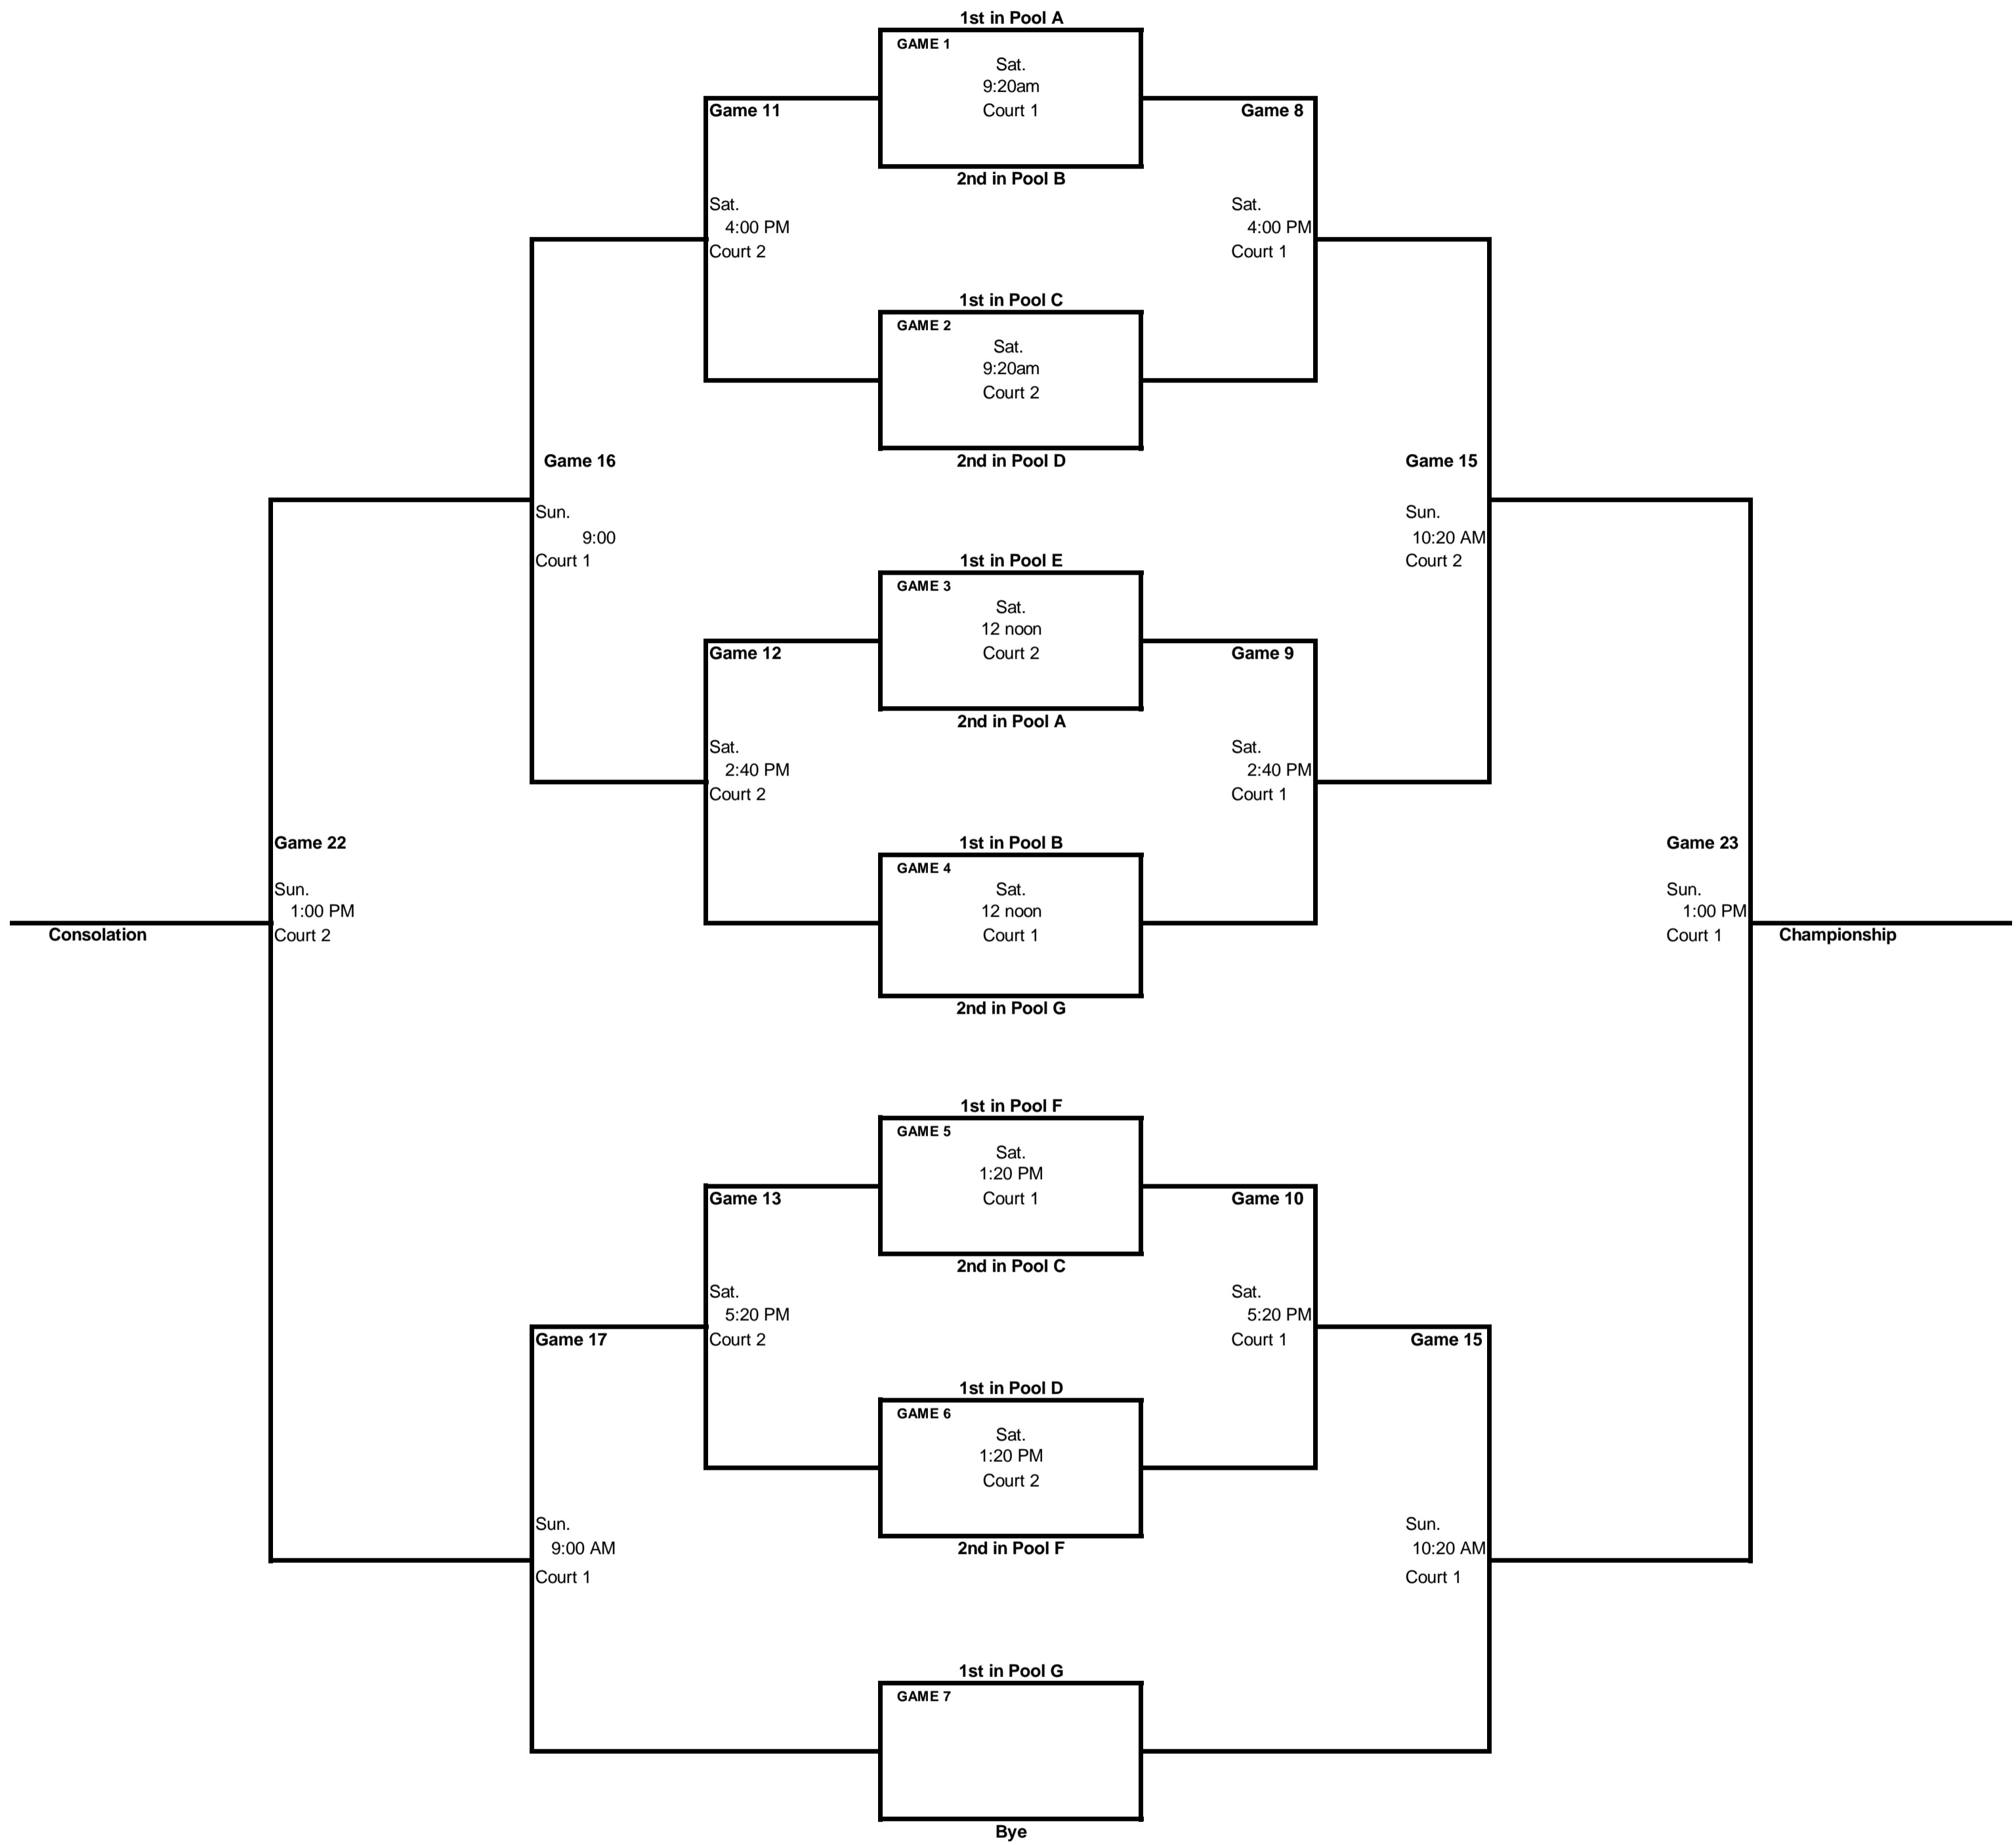 1st in Pool A
GAME 1
Sat.
9:20am
Game 11
Court 1
Game 8
2nd in Pool B
Sat.
4:00 PM
Court 2
Sat.
4:00 PM
Court 1
1st in Pool C
GAME 2
Sat.
9:20am
Court 2
2nd in Pool D
Game 16
Sun.
9:00
Court 1
Game 15
Sun.
10:20 AM
Court 2
1st in Pool E
GAME 3
Sat.
12 noon
Game 12
Court 2
Game 9
2nd in Pool A
Sat.
2:40 PM
Court 2
Sat.
2:40 PM
Court 1
Game 22
Sun.
1:00 PM
Court 2
Consolation
1st in Pool B
GAME 4
Sat.
12 noon
Court 1
2nd in Pool G
Game 23
Sun.
1:00 PM
Court 1
Championship
1st in Pool F
GAME 5
Sat.
1:20 PM
Game 13
Court 1
Game 10
2nd in Pool C
Sat.
5:20 PM
Court 2
Sat.
5:20 PM
Court 1
Game 17
Game 15
1st in Pool D
GAME 6
Sat.
1:20 PM
Court 2
2nd in Pool F
Sun.
9:00 AM
Court 1
Sun.
10:20 AM
Court 1
1st in Pool G
GAME 7
Bye